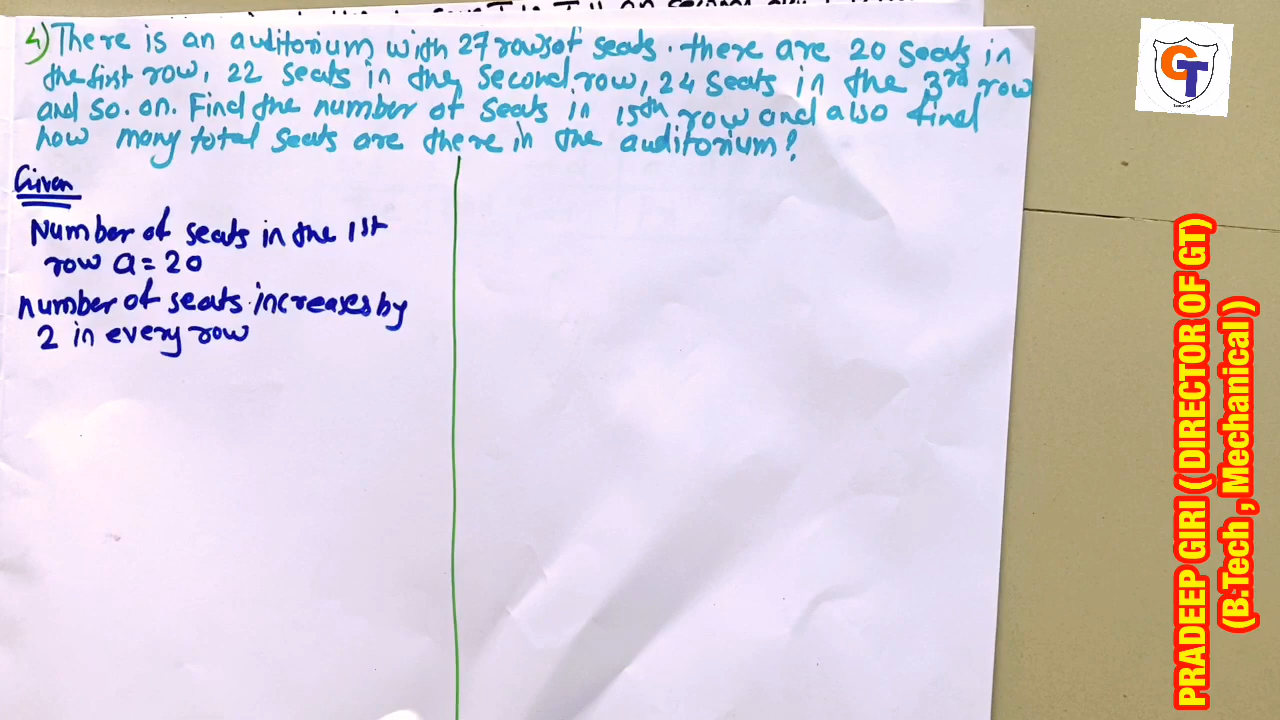 4) There is an auditorium with 27 rows of seats. there are 20 seats in
the first row, 22 seats in the second row, 24 seats in the 3rd row
and so. on. Find the number of seats in 15th row and also find
how many total seats are there in the auditorium?
Given
Number of seats in the 1st
row a = 20
number of seats increases by
2 in every row
GT
PRADEEP GIRI ( DIRECTOR OF GT)
(B.Tech , Mechanical )